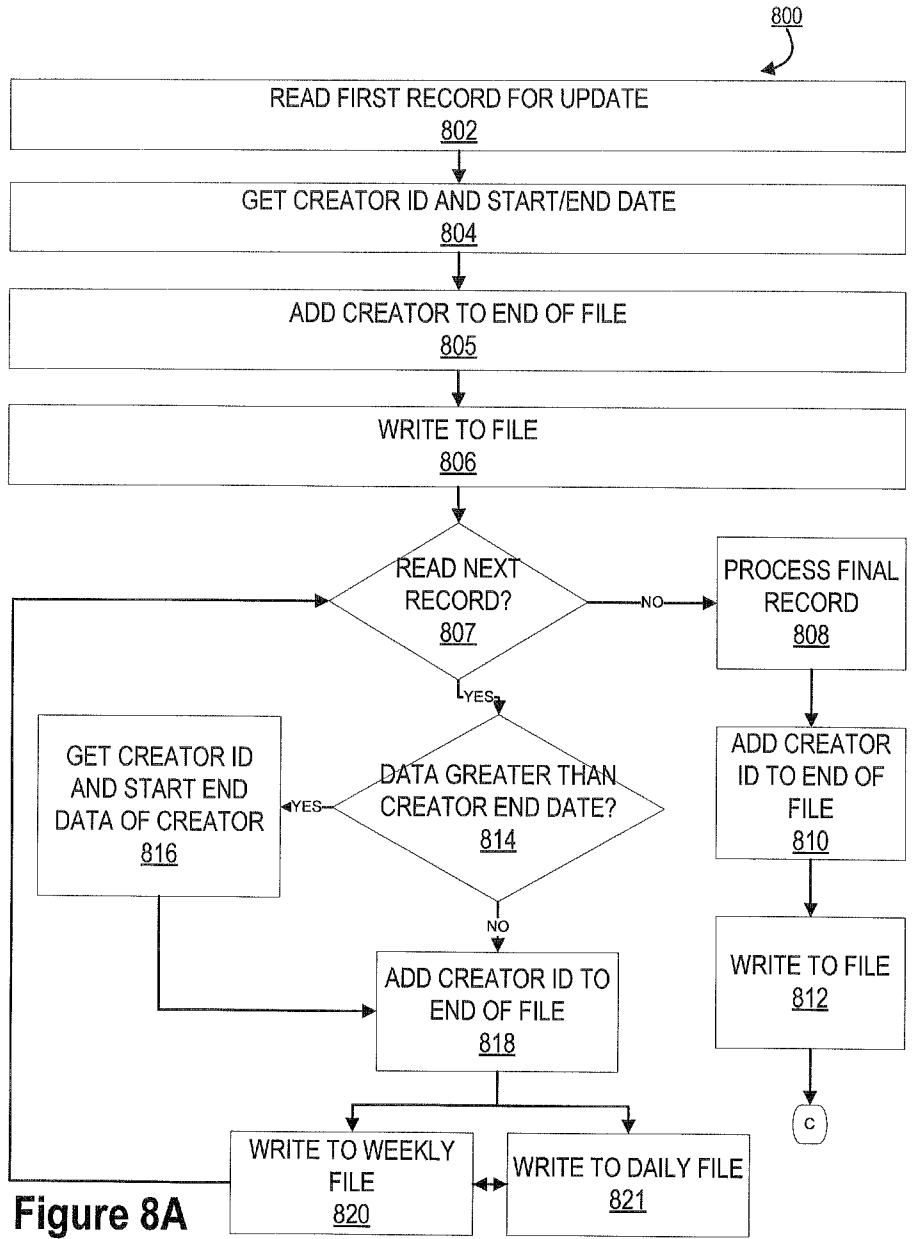 800
READ FIRST RECORD FOR UPDATE
802
GET CREATOR ID AND START/END DATE
804
ADD CREATOR TO END OF FILE
805
WRITE TO FILE
806
READ NEXT
RECORD?
807
NO
PROCESS FINAL
RECORD
808
YES
ADD CREATOR
ID TO END OF
FILE
810
GET CREATOR ID
AND START END
DATA OF CREATOR
816
YES
DATA GREATER THAN
CREATOR END DATE?
814
NO
WRITE TO FILE
812
ADD CREATOR ID TO
END OF FILE
818
C
WRITE TO WEEKLY
FILE
820
WRITE TO DAILY FILE
821
Figure 8A